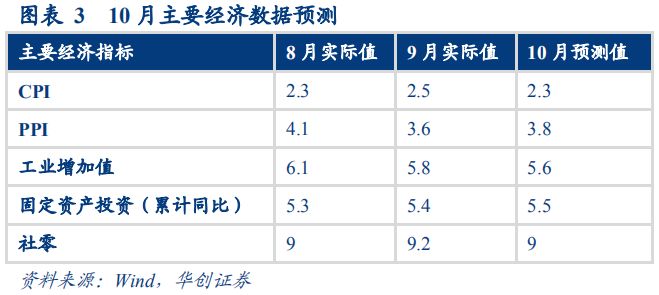 图表 3 10月主要经济数据预测
主要经济指标 8月实际值 9月实际值 10月预测值
CPI 2.3 2.5 2.3
PPI 4.1 3.6 3.8
工业增加值 6.1 5.8 5.6
固定资产投资（累计同比） 5.3 5.4 5.5
社零 9 9.2 9
资料来源：Wind，华创证券